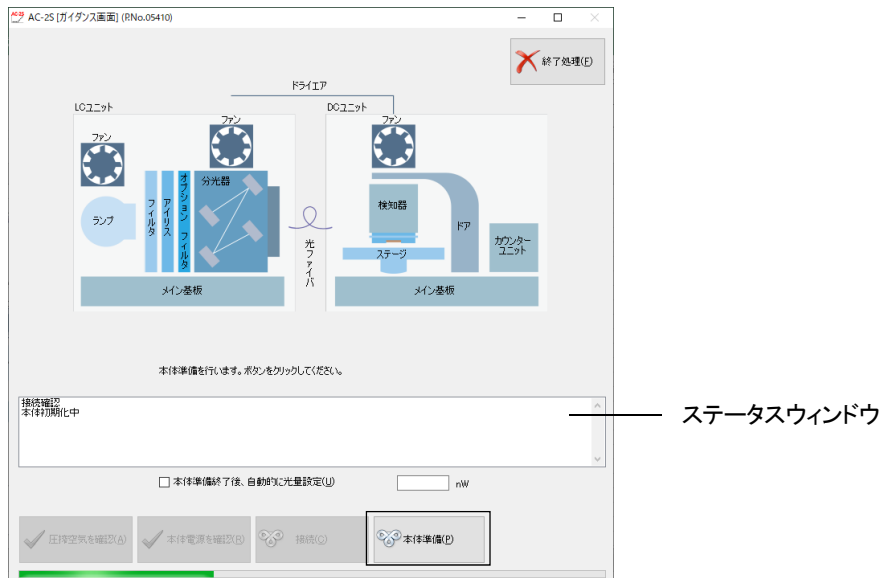 AC-2S [ガイダンス画面] (P.No.05410)
終了処理(F)
ドライエア
LCユニット
DCユニット
ファン
ファン
ファン
ランプ
フィルタ
アイリス
オプション フィルタ
分光器
光ファイバ
検知器
ステージ
ドア
カウンターユニット
メイン基板
メイン基板
本体準備を行います。ボタンをクリックしてください。
接続確認
本体初期化中
ステータスウィンドウ
本体準備終了後、自動的に光量設定(U)
nW
圧搾空気を確認(A)
本体電源を確認(R)
接続(C)
本体準備(P)